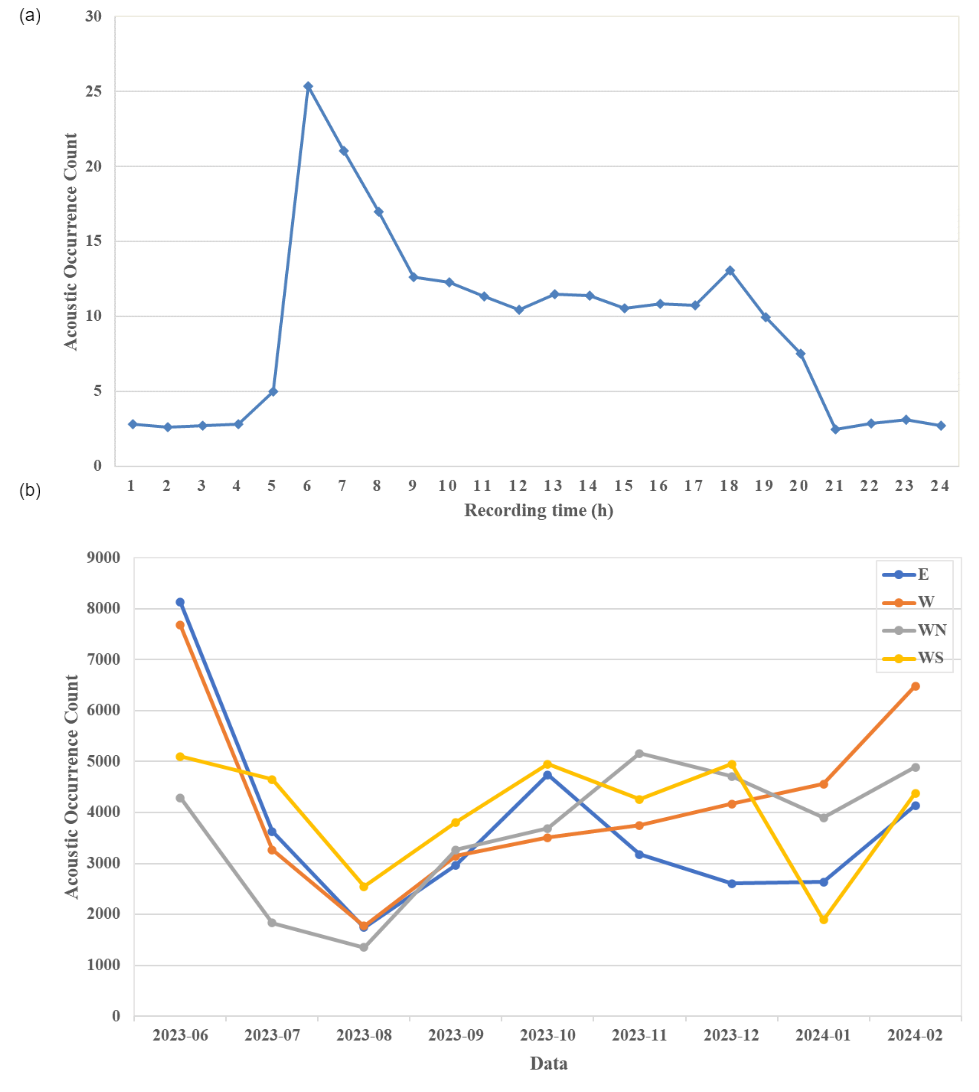 (a)
30
25
20
15
10
5
0
Acoustic Occurrence Count
1 2 3 4 5 6 7 8 9 10 11 12 13 14 15 16 17 18 19 20 21 22 23 24
Recording time (h)
(b)
9000
8000
7000
6000
5000
4000
3000
2000
1000
0
Acoustic Occurrence Count
E
W
WN
WS
2023-06 2023-07 2023-08 2023-09 2023-10 2023-11 2023-12 2024-01 2024-02
Data